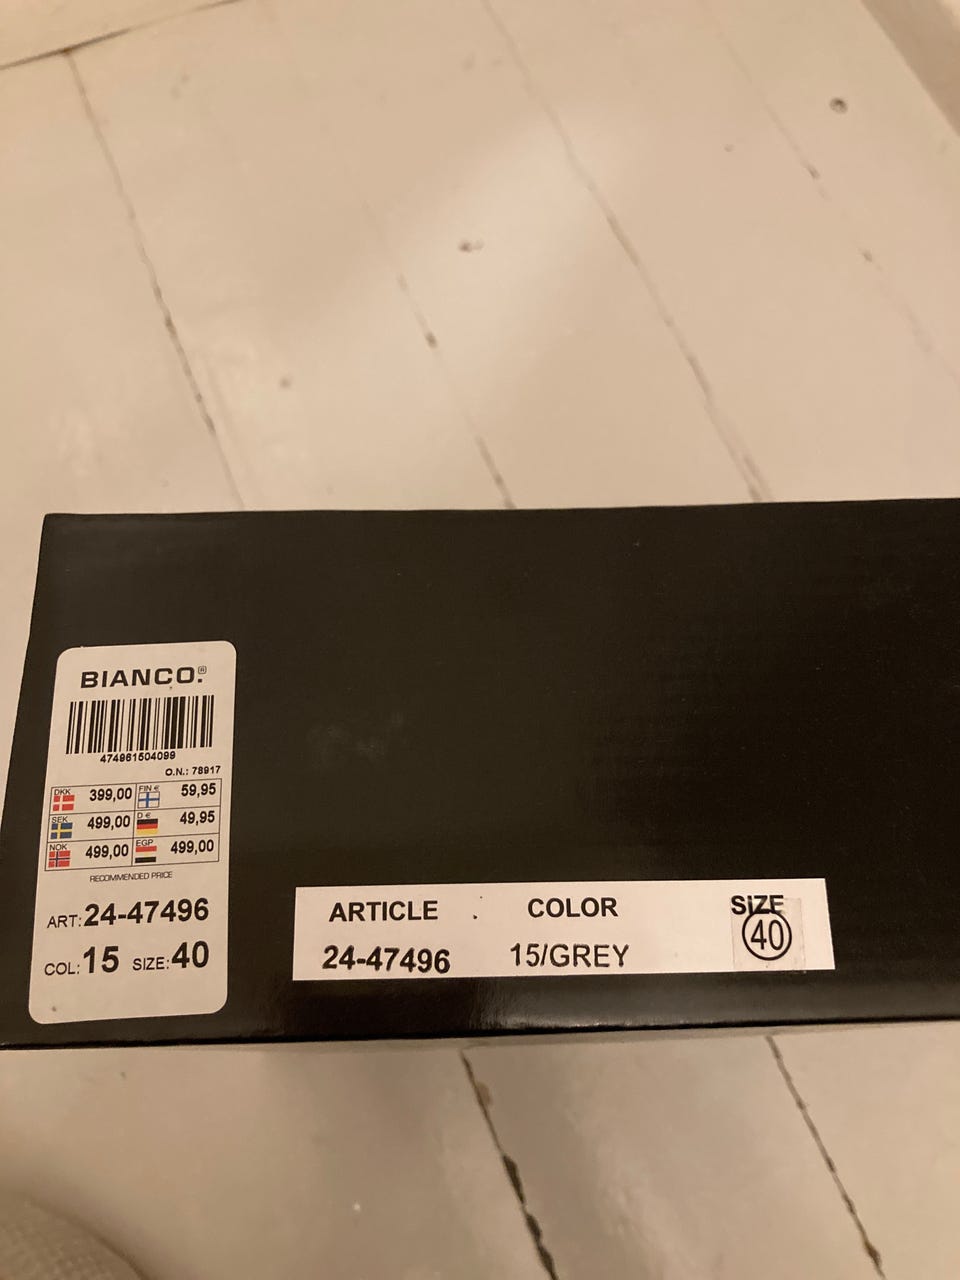 BIANCO.®
474961504099
O.N.: 78917
DKK 399,00 FIN € 59,95
SEK 499,00 D € 49,95
NOK 499,00 EGP 499,00
RECOMMENDED PRICE
ART: 24-47496
COL: 15 SIZE: 40
ARTICLE COLOR SIZE
24-47496 15/GREY 40